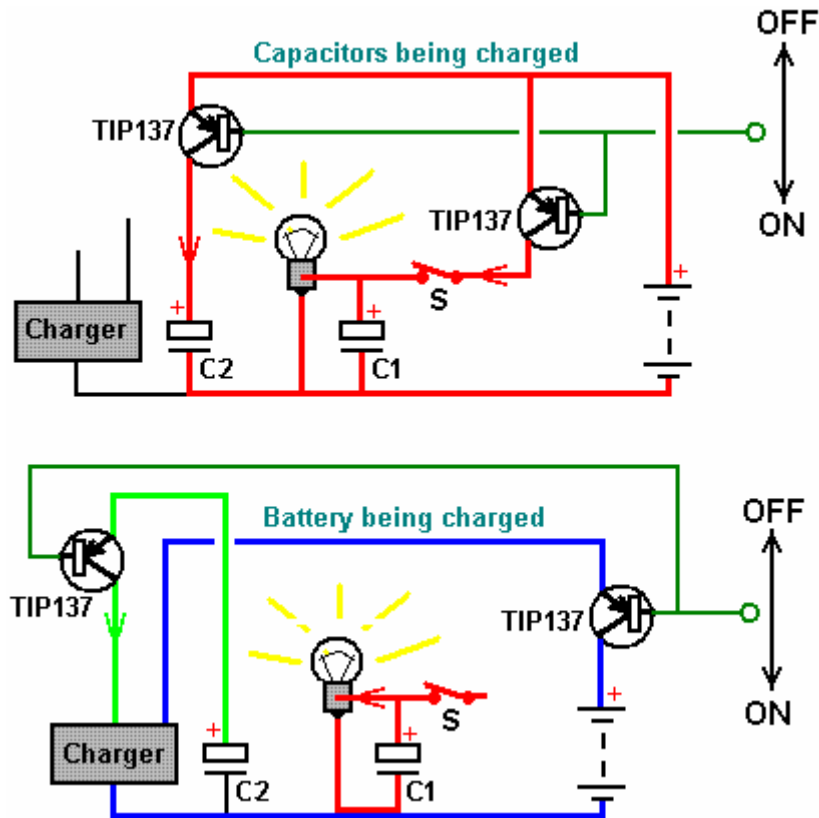 OFF
Capacitors being charged
TIP137
TIP137
ON
+
S
+
+
Charger
C2
C1
Battery being charged
OFF
TIP137
TIP137
+
S
ON
+
+
Charger
C2
C1